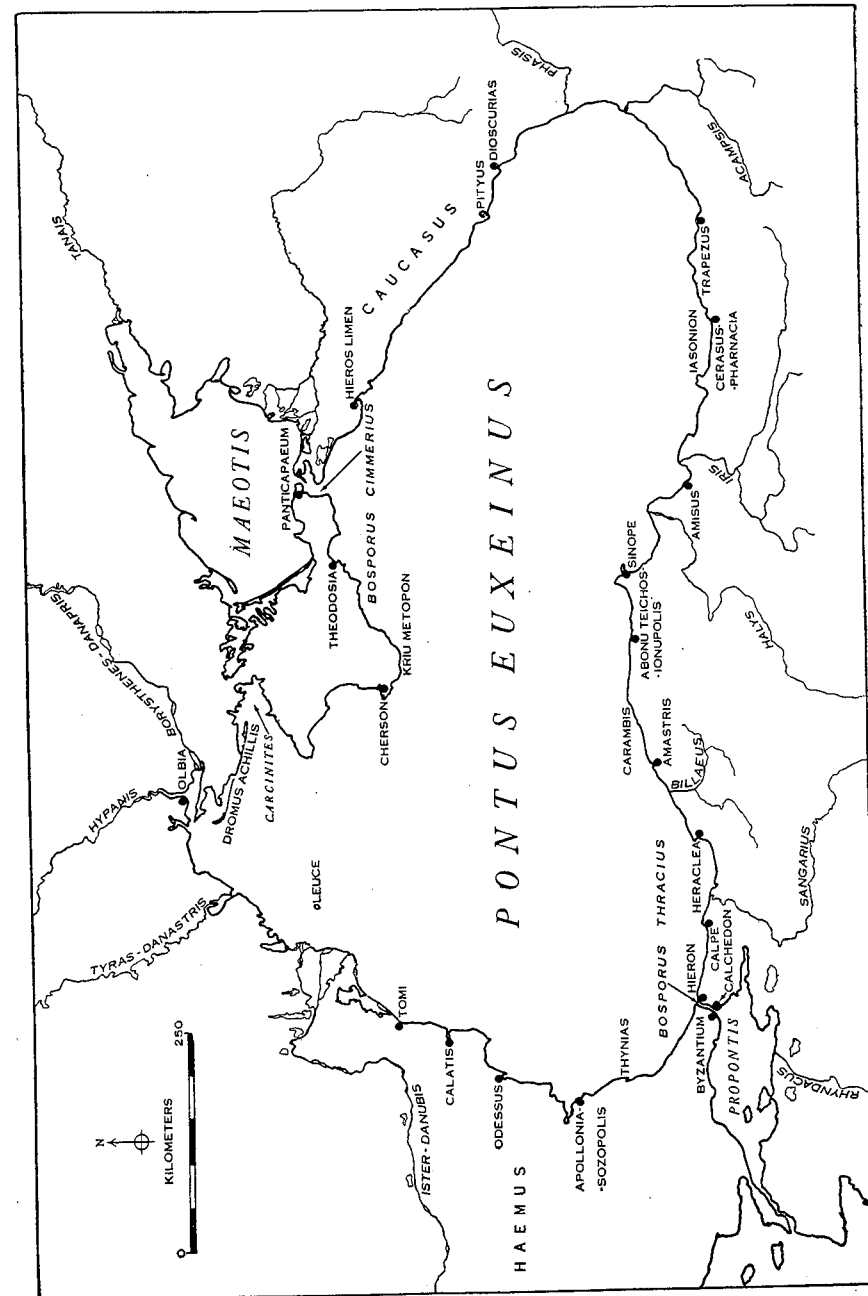 N
KILOMETERS
0
250
TYRAS-DANASTRIS
HYPANIS
BORYSTHENES-DANAPRIS
TANAIS
OLBIA
DROMUS ACHILLIS
CARCINITES
MAEOTIS
PANTICAPAEUM
THEODOSIA
BOSPORUS CIMMERIUS
HIEROS LIMEN
CAUCASUS
PITYUS
DIOSCURIAS
PHASIS
KRIU METOPON
CHERSON
LEUCE
ISTER-DANUBIS
TOMI
CALATIS
ODESSUS
HAEMUS
APOLLONIA-
-SOZOPOLIS
THYNIAS
PONTUS EUXEINUS
BOSPORUS THRACIUS
BYZANTIUM
HIERON
CALPE
CALCHEDON
PROPONTIS
RHYNDACUS
SANGARIUS
HERACLEA
BILLAEUS
AMASTRIS
CARAMBIS
ABONU TEICHOS-
-IONUPOLIS
SINOPE
HALYS
AMISUS
IRIS
IASONION
CERASUS-
-PHARNACIA
TRAPEZUS
ACAMPSIS